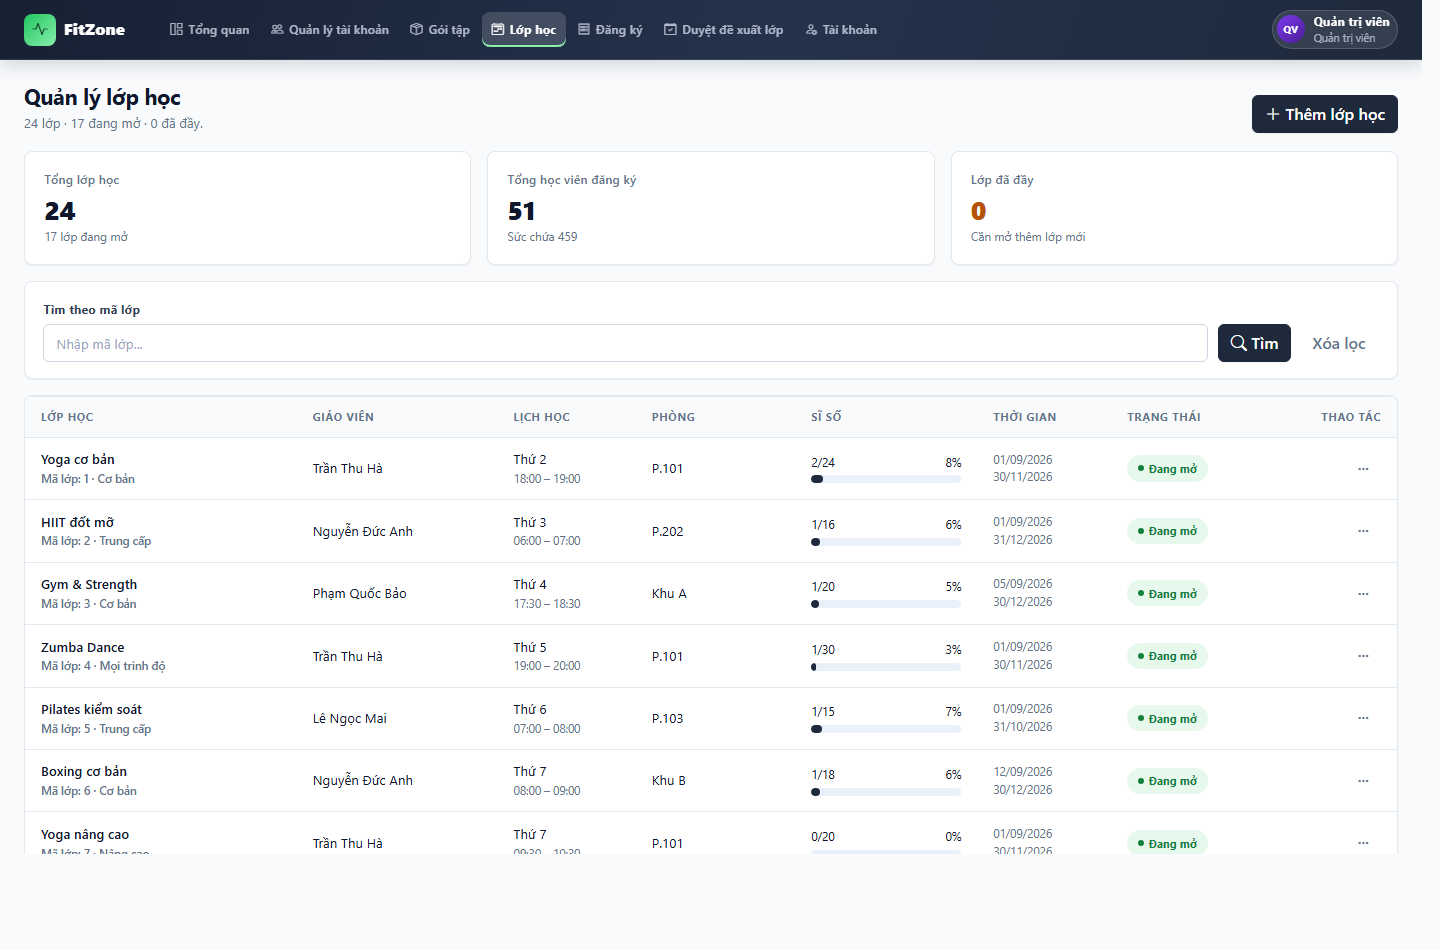 FitZone
Tổng quan
Quản lý tài khoản
Gói tập
Lớp học
Đăng ký
Duyệt đề xuất lớp
Tài khoản
QV
Quản trị viên
Quản trị viên
Quản lý lớp học
24 lớp · 17 đang mở · 0 đã đầy.
Thêm lớp học
Tổng lớp học
24
17 lớp đang mở
Tổng học viên đăng ký
51
Sức chứa 459
Lớp đã đầy
0
Cần mở thêm lớp mới
Tìm theo mã lớp
Nhập mã lớp...
Tìm
Xóa lọc
LỚP HỌC GIÁO VIÊN LỊCH HỌC PHÒNG SĨ SỐ THỜI GIAN TRẠNG THÁI THAO TÁC
Yoga cơ bản
Mã lớp: 1 · Cơ bản
Trần Thu Hà
Thứ 2
18:00 – 19:00
P.101
2/24 8%
01/09/2026
30/11/2026
Đang mở
...
HIIT đốt mỡ
Mã lớp: 2 · Trung cấp
Nguyễn Đức Anh
Thứ 3
06:00 – 07:00
P.202
1/16 6%
01/09/2026
31/12/2026
Đang mở
...
Gym & Strength
Mã lớp: 3 · Cơ bản
Phạm Quốc Bảo
Thứ 4
17:30 – 18:30
Khu A
1/20 5%
05/09/2026
30/12/2026
Đang mở
...
Zumba Dance
Mã lớp: 4 · Mọi trình độ
Trần Thu Hà
Thứ 5
19:00 – 20:00
P.101
1/30 3%
01/09/2026
30/11/2026
Đang mở
...
Pilates kiểm soát
Mã lớp: 5 · Trung cấp
Lê Ngọc Mai
Thứ 6
07:00 – 08:00
P.103
1/15 7%
01/09/2026
31/10/2026
Đang mở
...
Boxing cơ bản
Mã lớp: 6 · Cơ bản
Nguyễn Đức Anh
Thứ 7
08:00 – 09:00
Khu B
1/18 6%
12/09/2026
30/12/2026
Đang mở
...
Yoga nâng cao
Mã lớp: 7 · Nâng cao
Trần Thu Hà
Thứ 7
09:30 – 10:30
P.101
0/20 0%
01/09/2026
30/11/2026
Đang mở
...